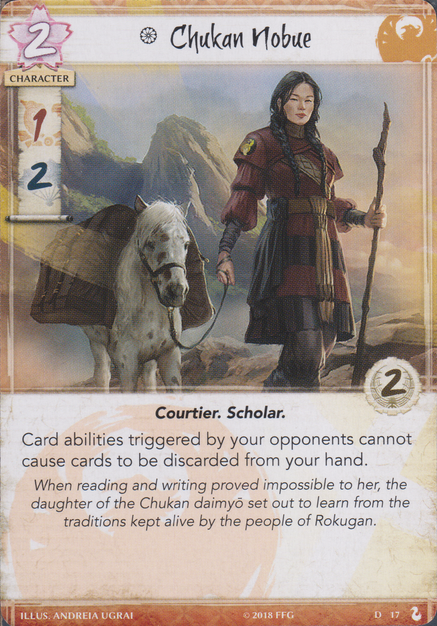 2
Chukan Nobue
CHARACTER
1
2
2
Courtier. Scholar.
Card abilities triggered by your opponents cannot
cause cards to be discarded from your hand.
When reading and writing proved impossible to her, the
daughter of the Chukan daimyō set out to learn from the
traditions kept alive by the people of Rokugan.
ILLUS. ANDREIA UGRAI © 2018 FFG D 17